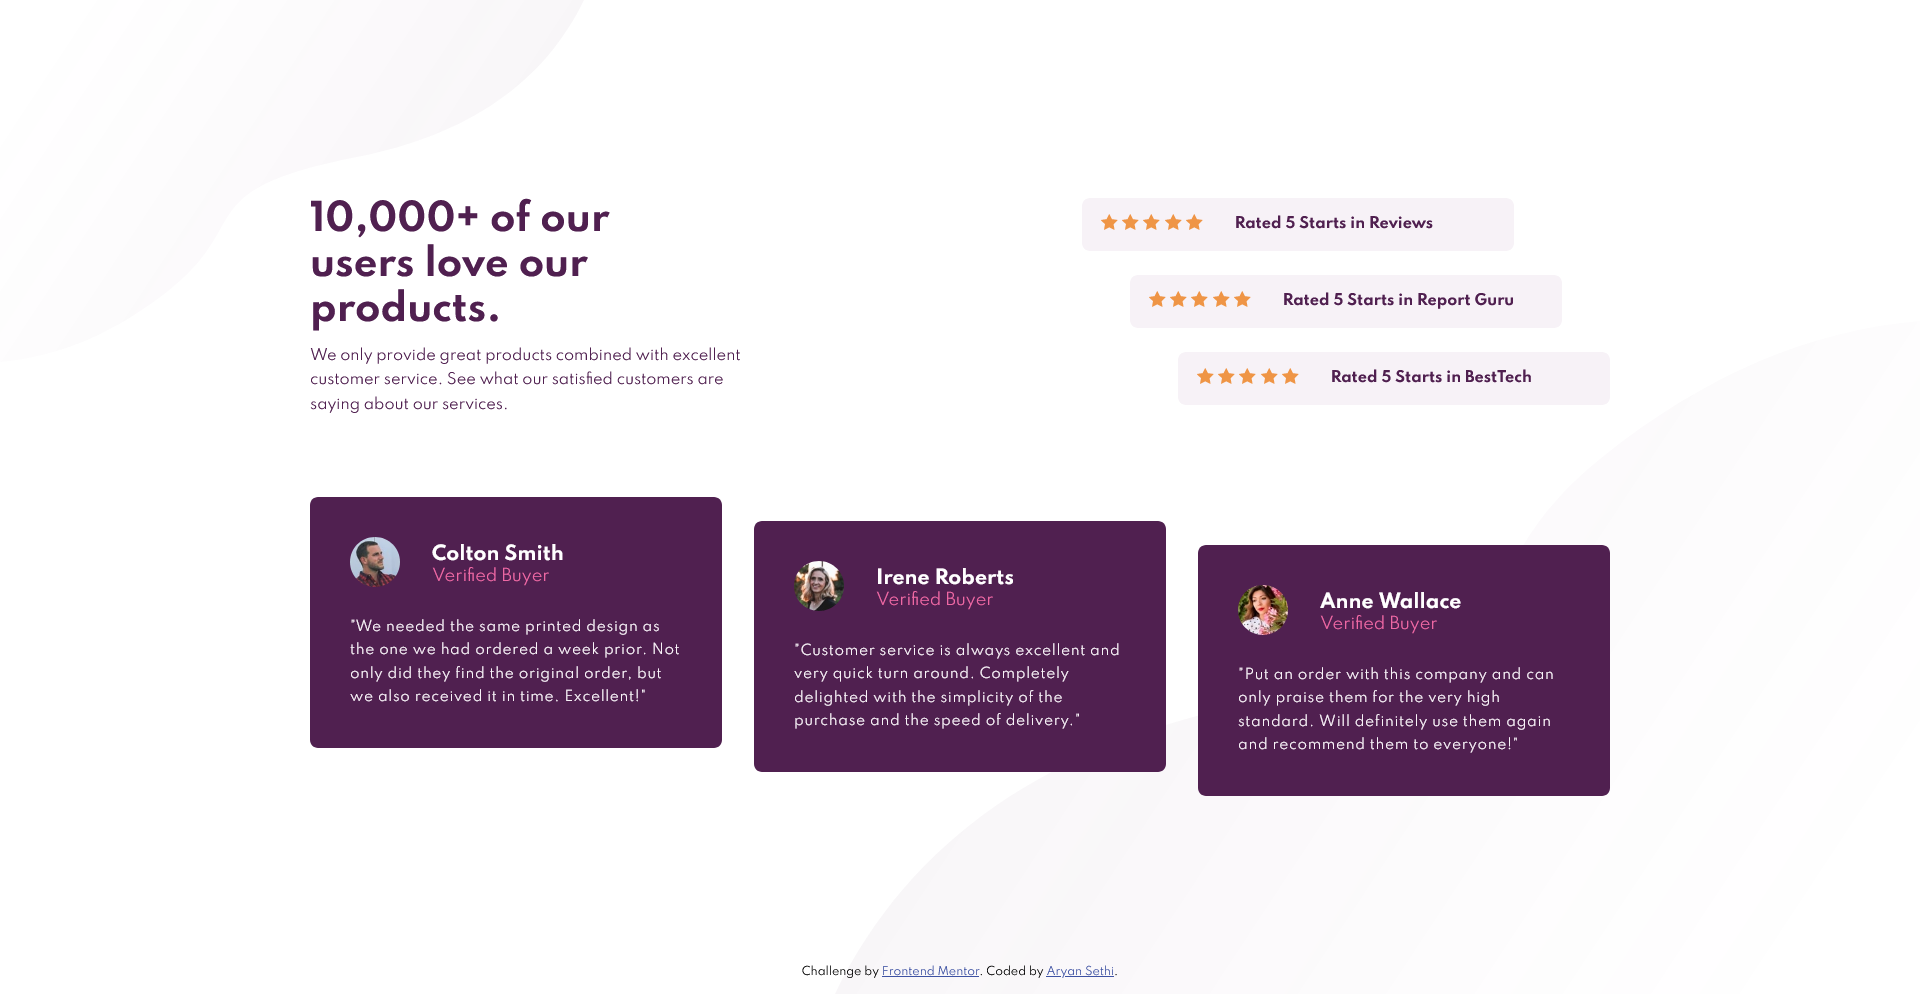 10,000+ of our
users love our
products.
We only provide great products combined with excellent
customer service. See what our satisfied customers are
saying about our services.
Rated 5 Starts in Reviews
Rated 5 Starts in Report Guru
Rated 5 Starts in BestTech
Colton Smith
Verified Buyer
"We needed the same printed design as
the one we had ordered a week prior. Not
only did they find the original order, but
we also received it in time. Excellent!"
Irene Roberts
Verified Buyer
"Customer service is always excellent and
very quick turn around. Completely
delighted with the simplicity of the
purchase and the speed of delivery."
Anne Wallace
Verified Buyer
"Put an order with this company and can
only praise them for the very high
standard. Will definitely use them again
and recommend them to everyone!"
Challenge by Frontend Mentor. Coded by Aryan Sethi.